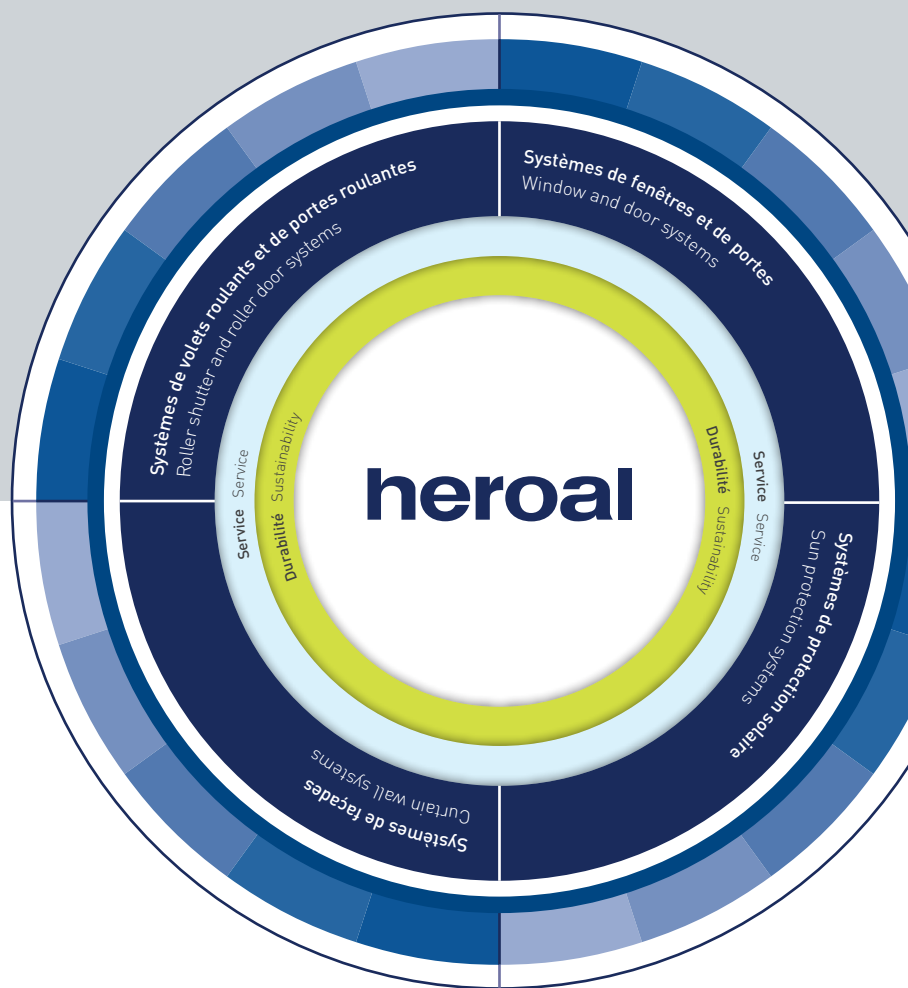 Systèmes de volets roulants et de portes roulantes
Roller shutter and roller door systems
Systèmes de fenêtres et de portes
Window and door systems
Service Service
Durabilité Sustainability
heroal
Durabilité Sustainability
Service Service
Systèmes de protection solaire
Sun protection systems
Curtain wall systems
Systèmes de façades